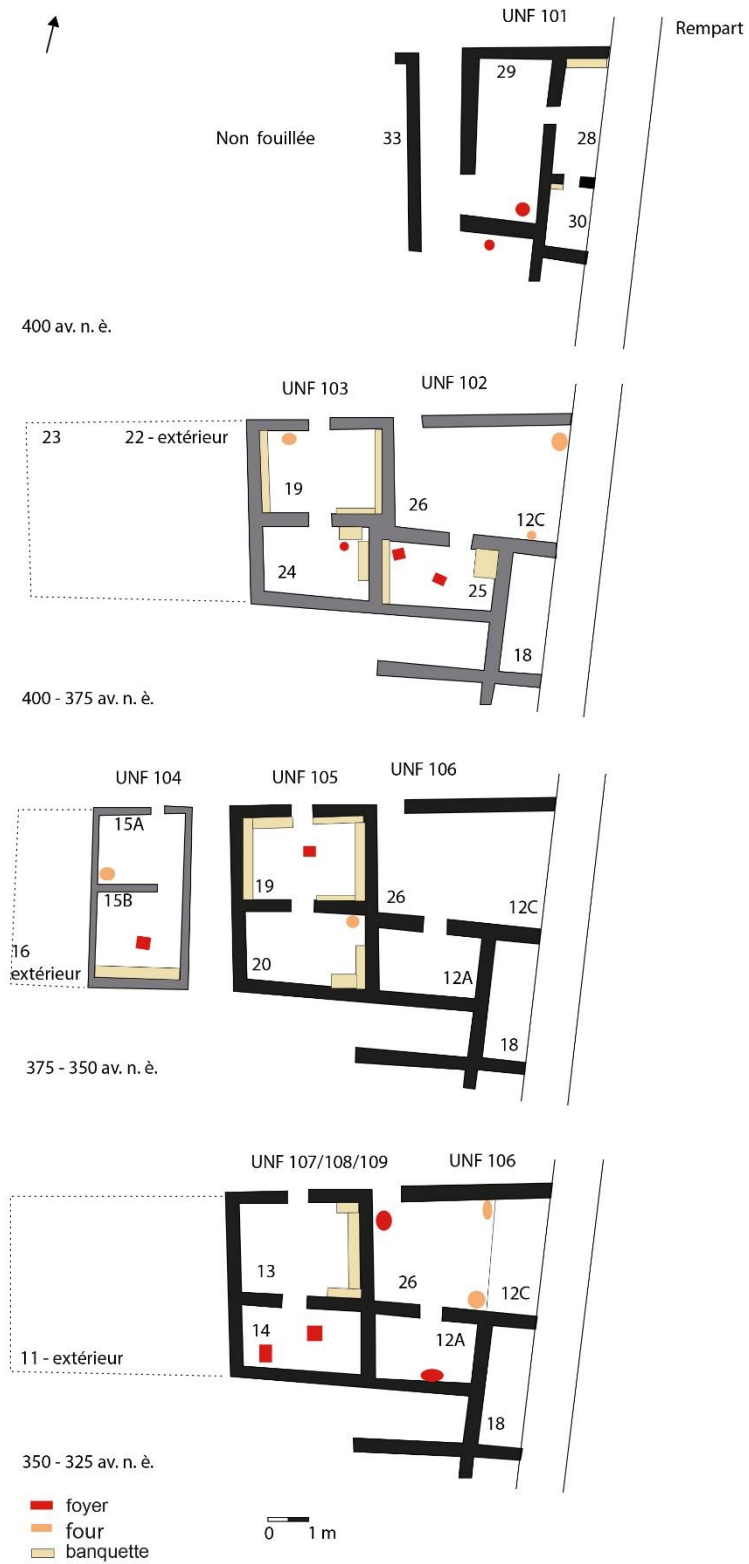 UNF 101
Rempart
29
Non fouillée
33
28
30
400 av. n. è.
UNF 103
UNF 102
23
22 - extérieur
19
26
12C
24
25
18
400 - 375 av. n. è.
UNF 104
UNF 105
UNF 106
15A
15B
19
26
12C
16
extérieur
20
12A
18
375 - 350 av. n. è.
UNF 107/108/109
UNF 106
13
26
12C
14
12A
11 - extérieur
18
350 - 325 av. n. è.
foyer
four
banquette
0 1 m